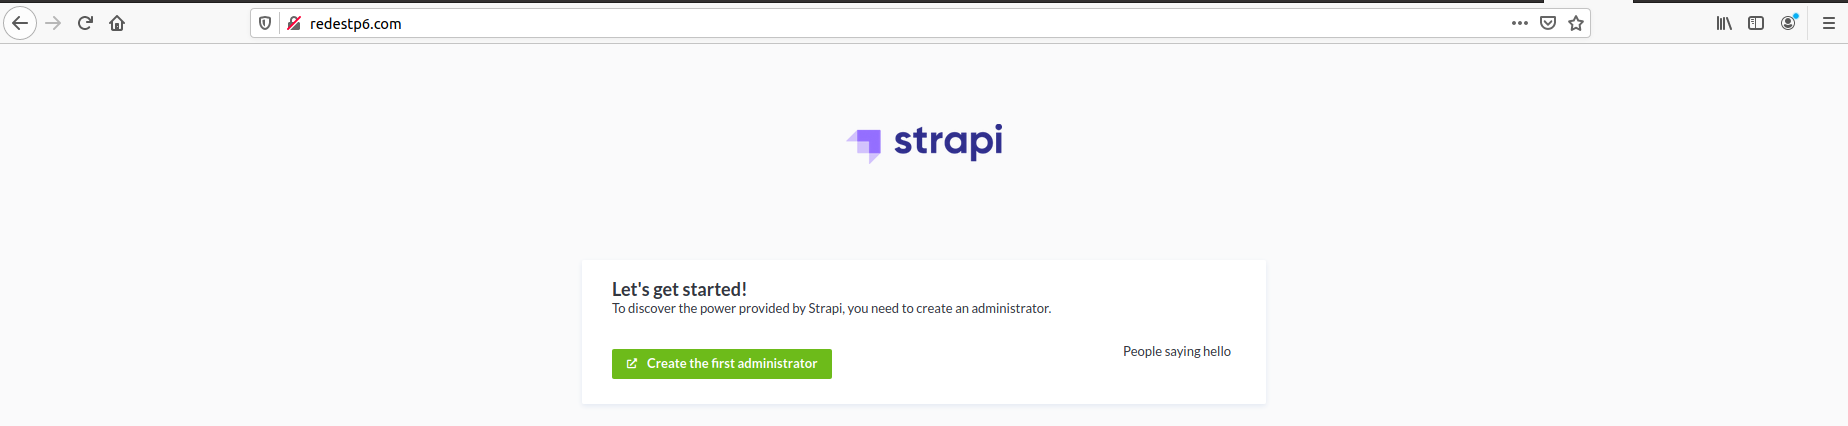 redestp6.com
strapi
Let's get started!
To discover the power provided by Strapi, you need to create an administrator.
People saying hello
Create the first administrator